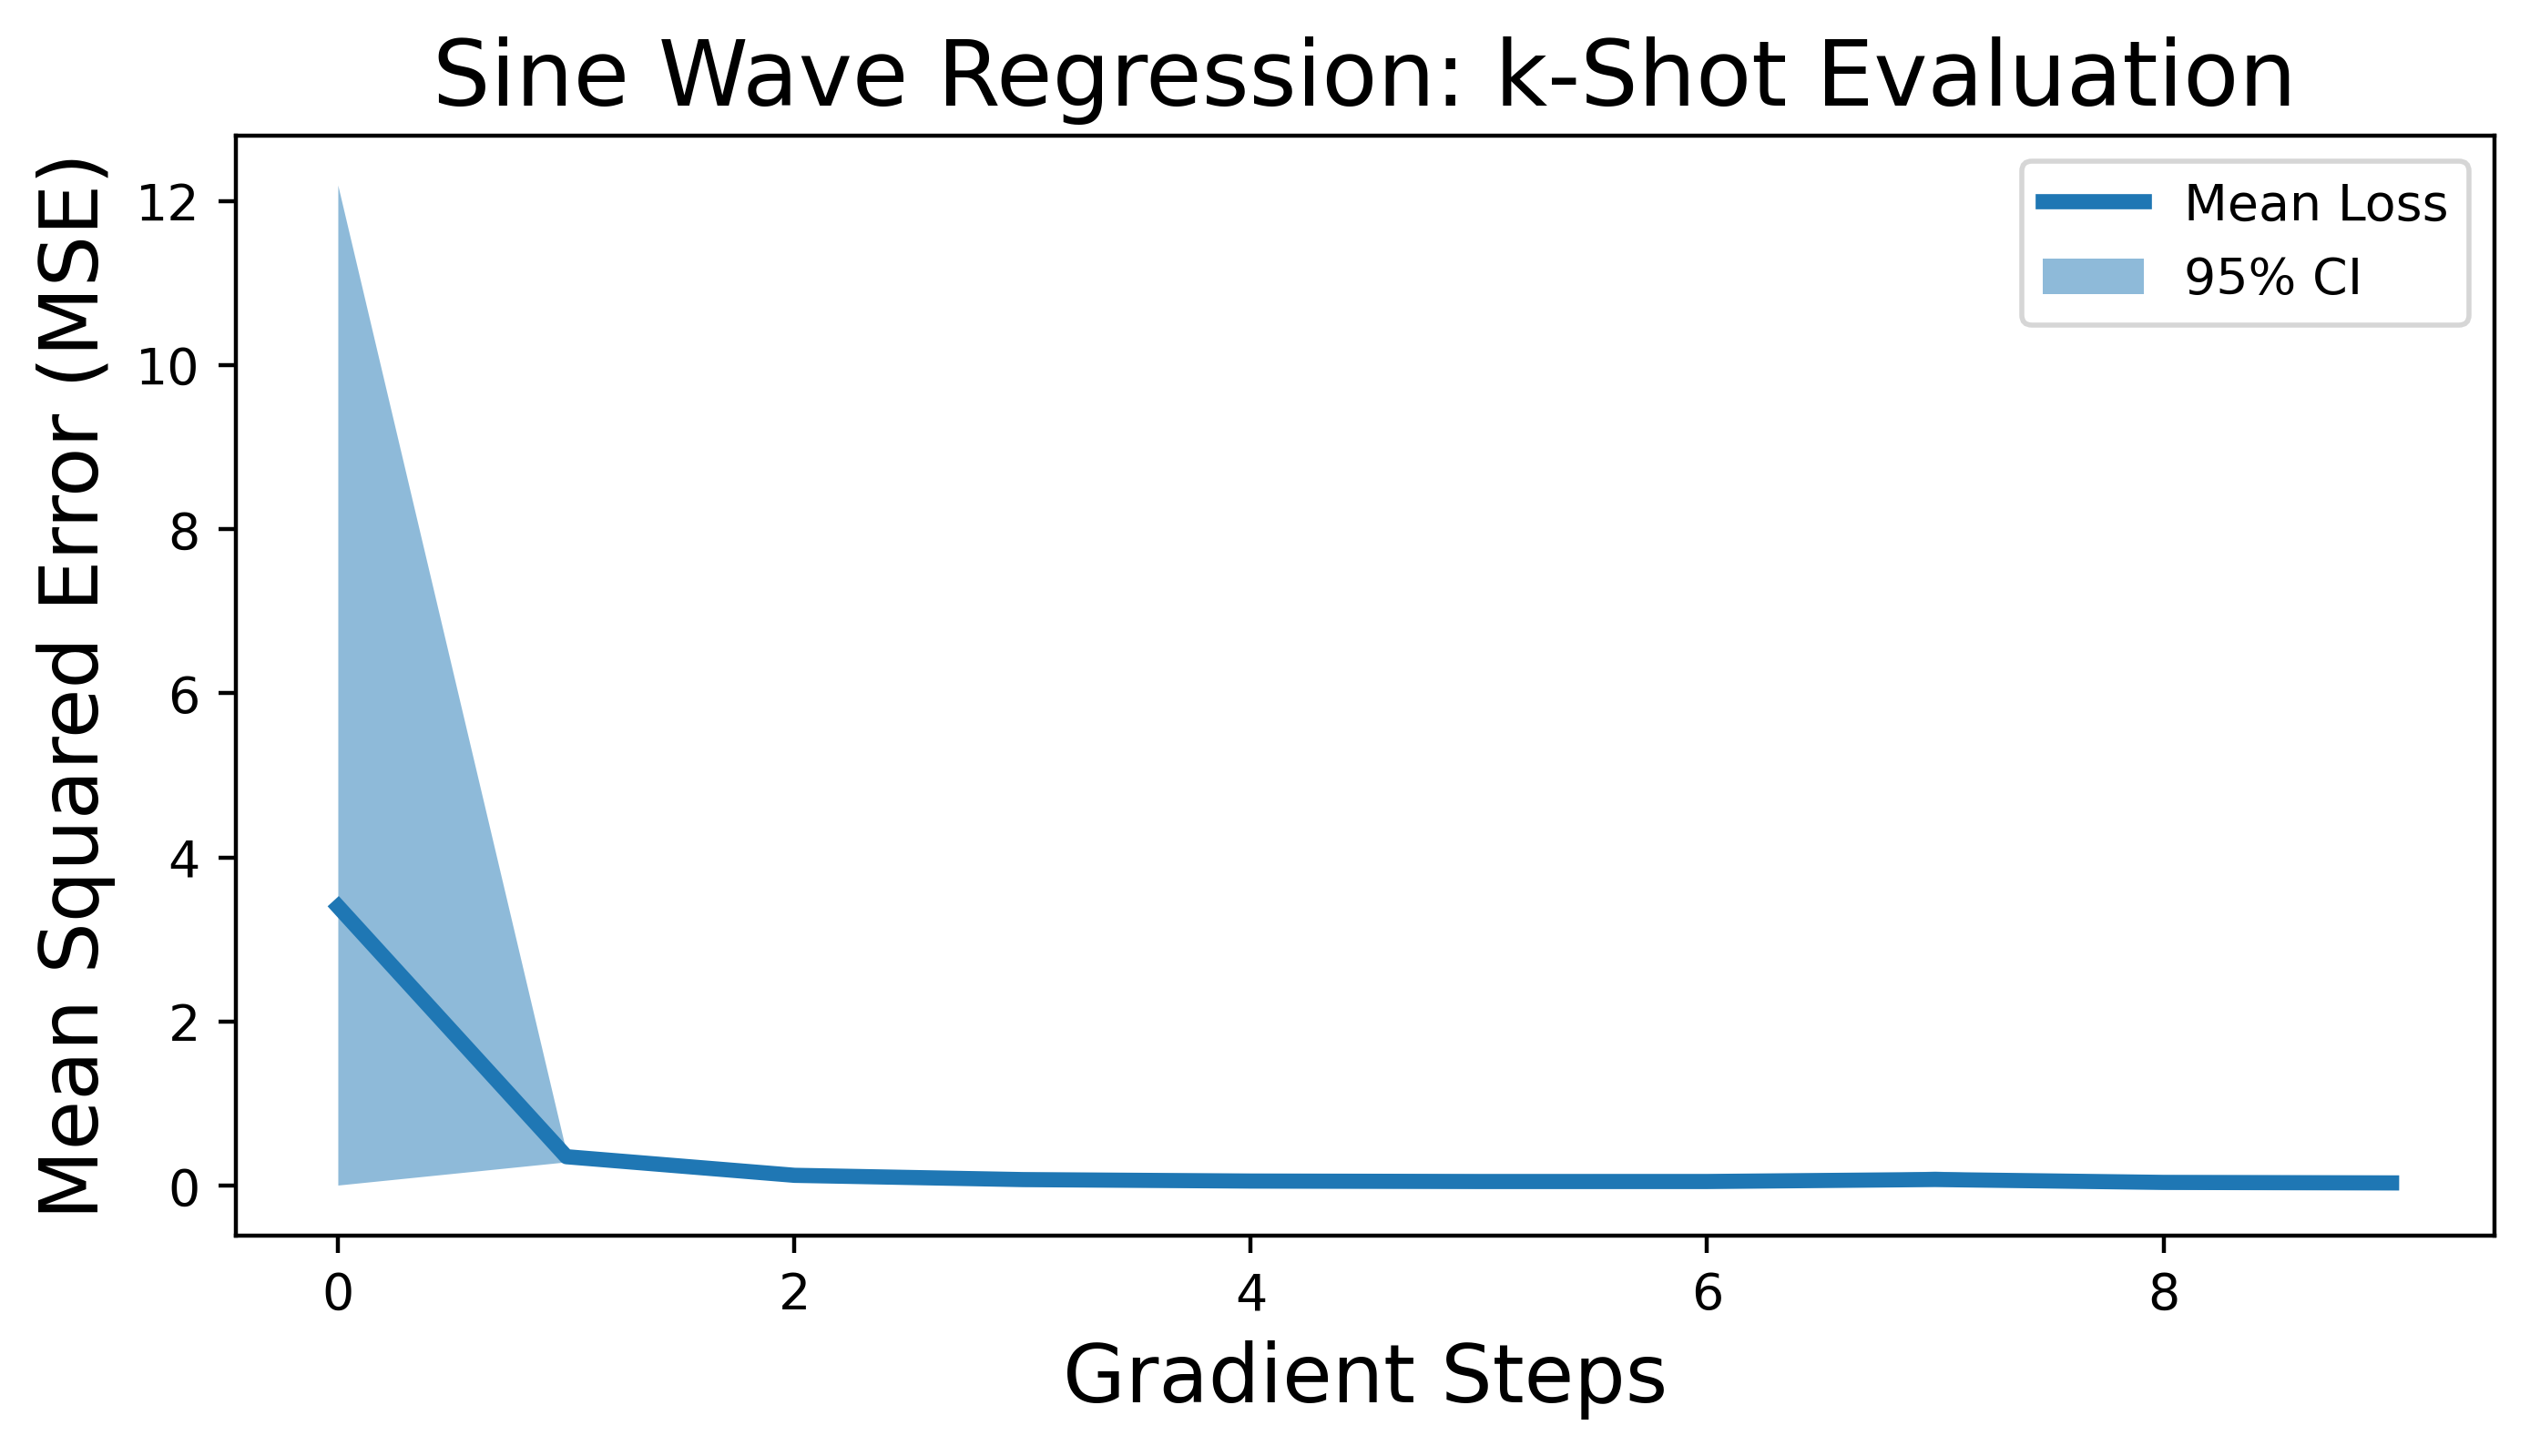 Sine Wave Regression: k-Shot Evaluation
Mean Squared Error (MSE)
12
10
8
6
4
2
0
Mean Loss
95% CI
0
2
4
6
8
Gradient Steps